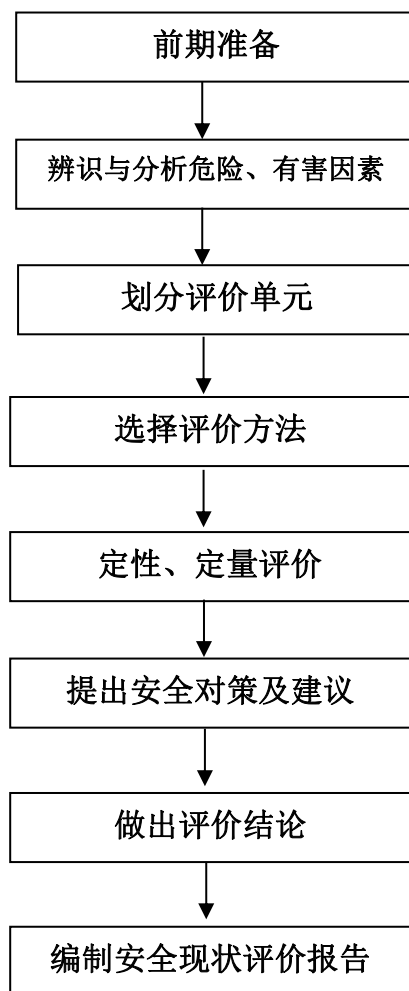 前期准备
辨识与分析危险、有害因素
划分评价单元
选择评价方法
定性、定量评价
提出安全对策及建议
做出评价结论
编制安全现状评价报告